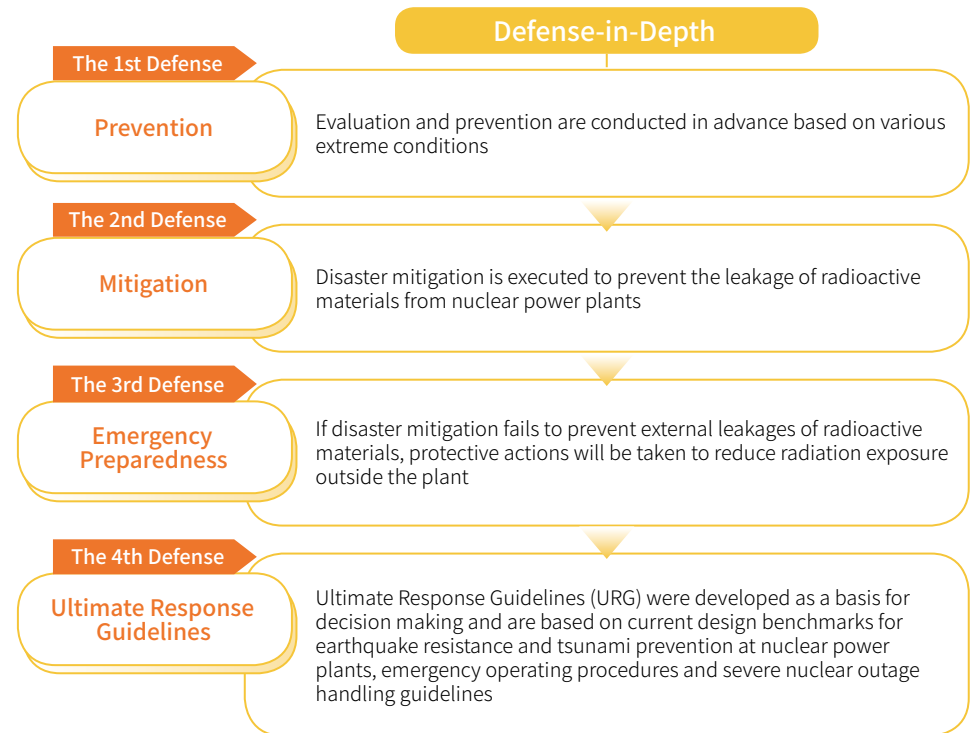 Defense-in-Depth
The 1st Defense
Prevention
Evaluation and prevention are conducted in advance based on various
extreme conditions
The 2nd Defense
Mitigation
Disaster mitigation is executed to prevent the leakage of radioactive
materials from nuclear power plants
The 3rd Defense
Emergency
Preparedness
If disaster mitigation fails to prevent external leakages of radioactive
materials, protective actions will be taken to reduce radiation exposure
outside the plant
The 4th Defense
Ultimate Response
Guidelines
Ultimate Response Guidelines (URG) were developed as a basis for
decision making and are based on current design benchmarks for
earthquake resistance and tsunami prevention at nuclear power
plants, emergency operating procedures and severe nuclear outage
handling guidelines